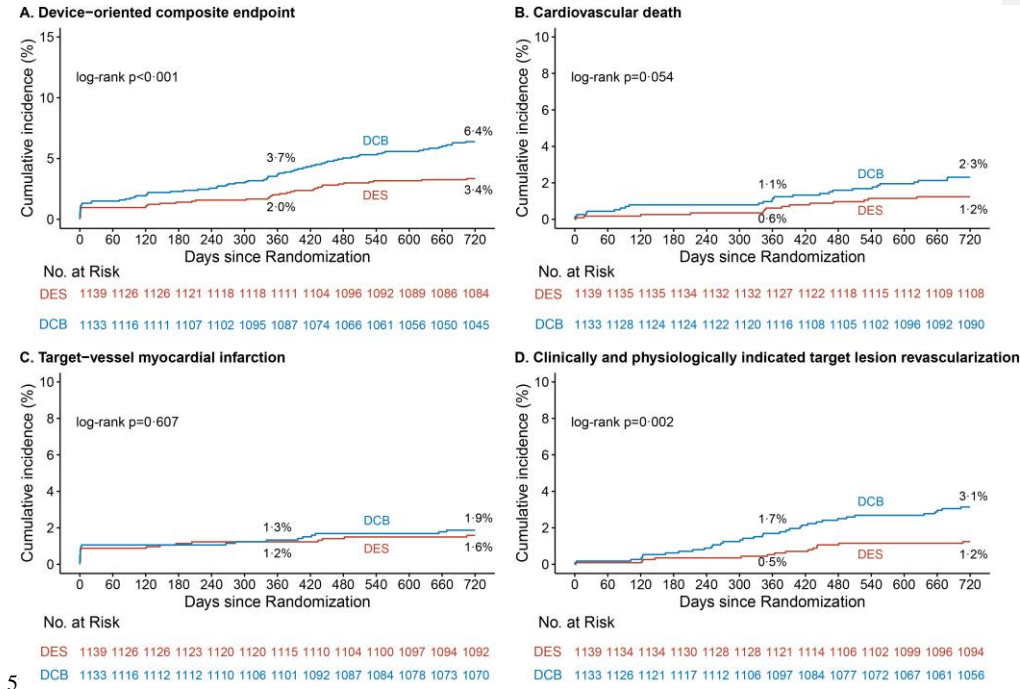 A. Device−oriented composite endpoint
15
10
5
0
Cumulative incidence (%)
log-rank p<0·001
DCB
DES
3·7%
2·0%
6·4%
3·4%
0 60 120 180 240 300 360 420 480 540 600 660 720
Days since Randomization
No. at Risk
DES 1139 1126 1126 1121 1118 1118 1111 1104 1096 1092 1089 1086 1084
DCB 1133 1116 1111 1107 1102 1095 1087 1074 1066 1061 1056 1050 1045
B. Cardiovascular death
10
8
6
4
2
0
Cumulative incidence (%)
log-rank p=0·054
DCB
DES
1·1%
0·6%
2·3%
1·2%
0 60 120 180 240 300 360 420 480 540 600 660 720
Days since Randomization
No. at Risk
DES 1139 1135 1135 1134 1132 1132 1127 1122 1118 1115 1112 1109 1108
DCB 1133 1128 1124 1124 1122 1120 1116 1108 1105 1102 1096 1092 1090
C. Target−vessel myocardial infarction
10
8
6
4
2
0
Cumulative incidence (%)
log-rank p=0·607
DCB
DES
1·3%
1·2%
1·9%
1·6%
0 60 120 180 240 300 360 420 480 540 600 660 720
Days since Randomization
No. at Risk
DES 1139 1126 1126 1123 1120 1120 1115 1110 1104 1100 1097 1094 1092
DCB 1133 1116 1112 1112 1110 1106 1101 1092 1087 1084 1078 1073 1070
D. Clinically and physiologically indicated target lesion revascularization
10
8
6
4
2
0
Cumulative incidence (%)
log-rank p=0·002
DCB
DES
1·7%
0·5%
3·1%
1·2%
0 60 120 180 240 300 360 420 480 540 600 660 720
Days since Randomization
No. at Risk
DES 1139 1134 1134 1130 1128 1128 1121 1114 1106 1102 1099 1096 1094
DCB 1133 1126 1121 1117 1112 1106 1097 1084 1077 1072 1067 1061 1056
5